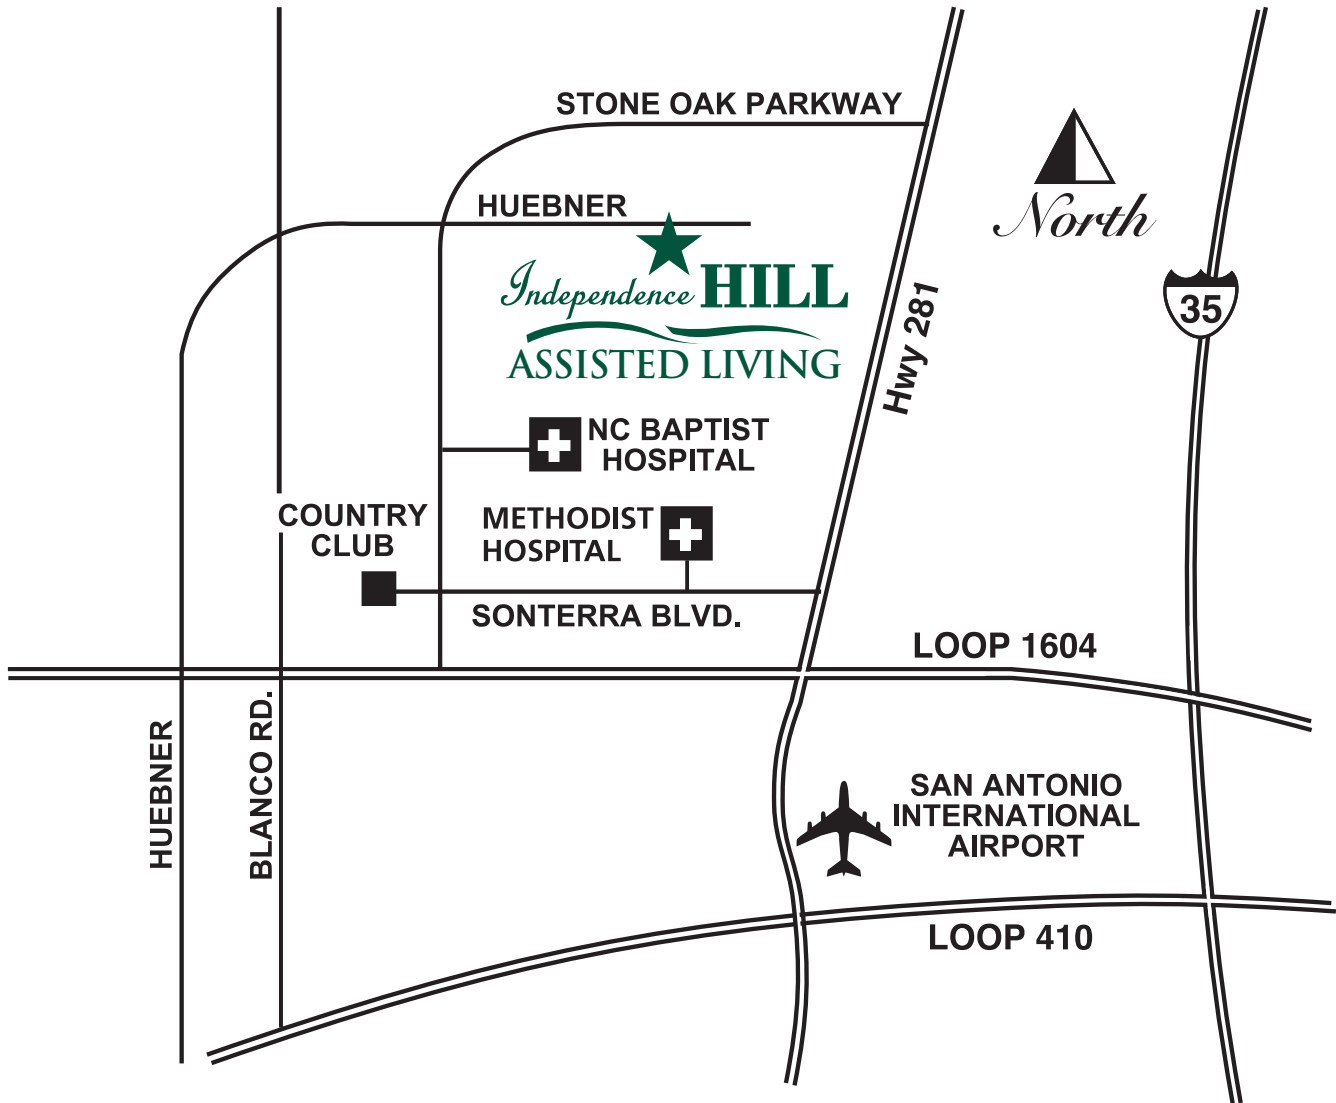 STONE OAK PARKWAY
HUEBNER
North
Independence HILL
ASSISTED LIVING
Hwy 281
35
NC BAPTIST
HOSPITAL
COUNTRY
CLUB
METHODIST
HOSPITAL
SONTERRA BLVD.
LOOP 1604
HUEBNER
BLANCO RD.
SAN ANTONIO
INTERNATIONAL
AIRPORT
LOOP 410